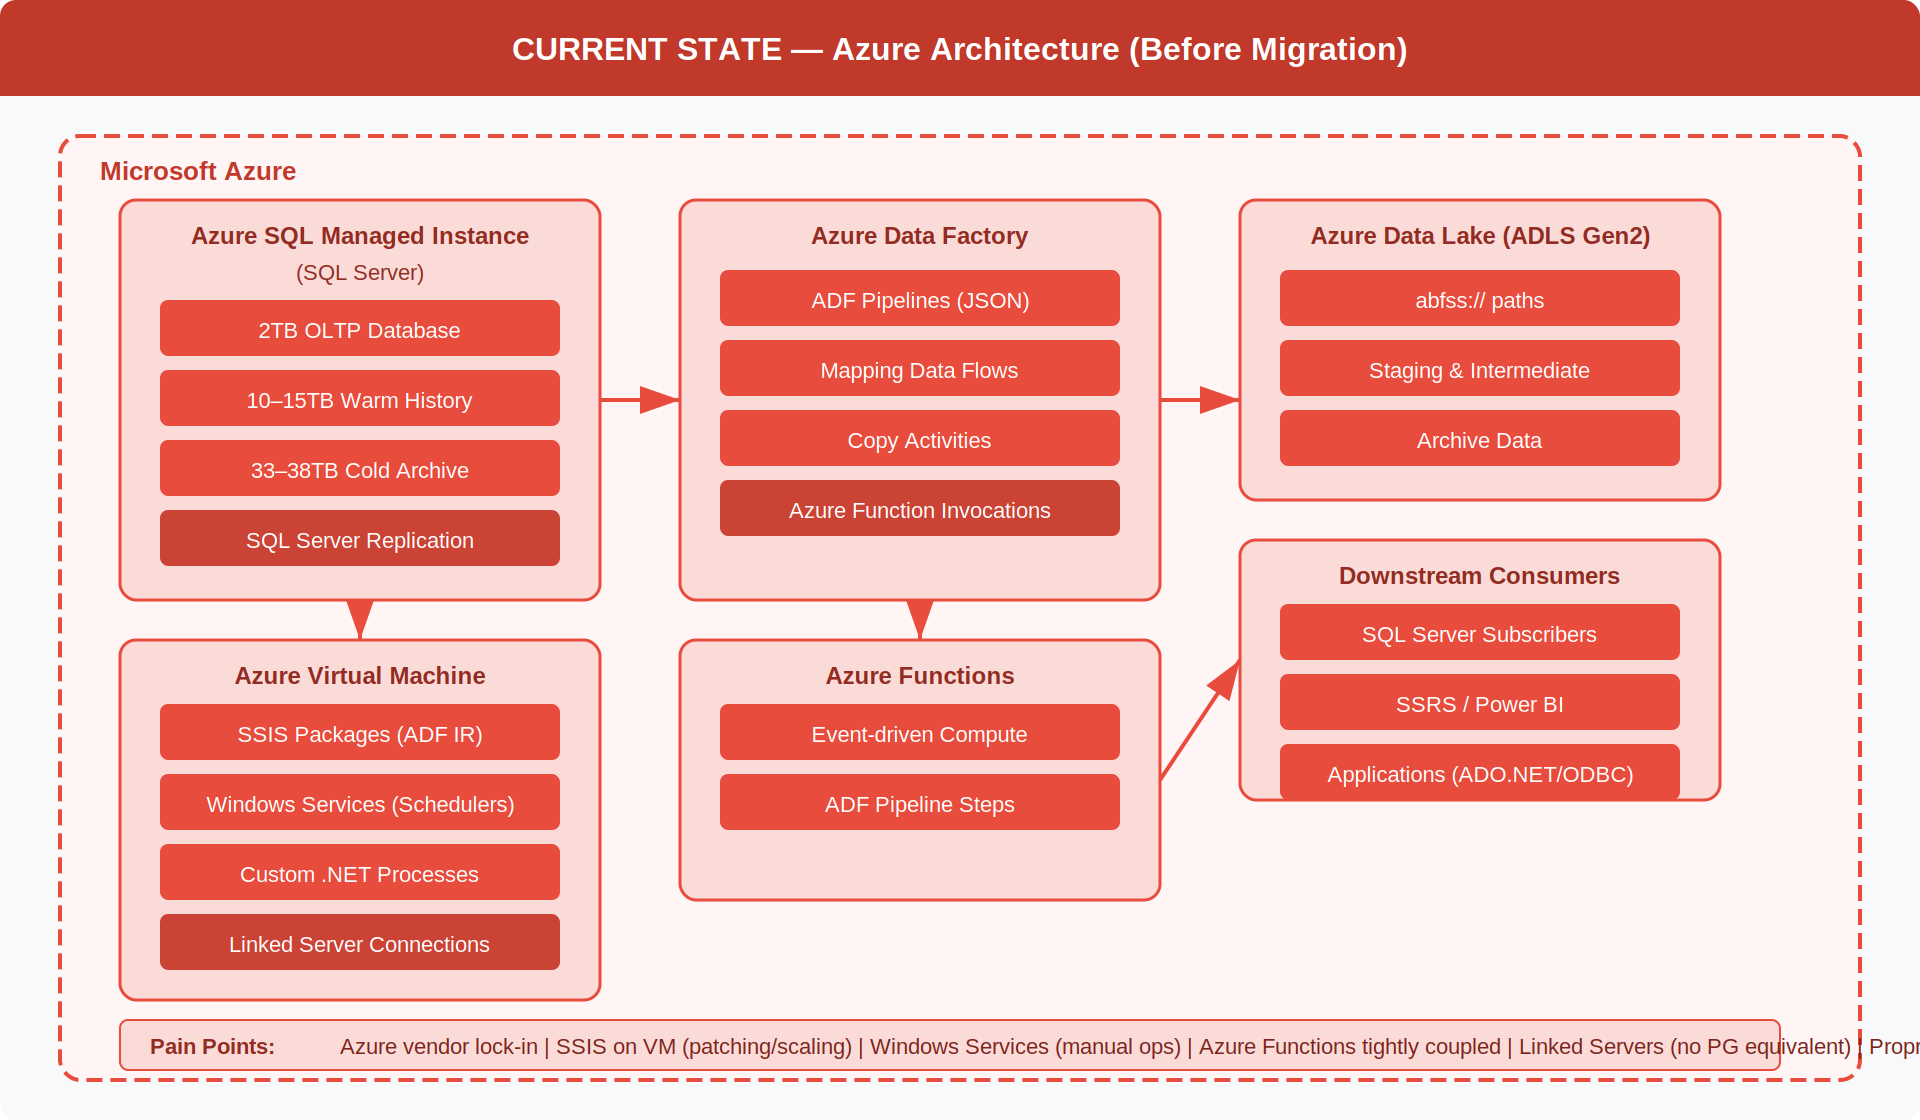 CURRENT STATE — Azure Architecture (Before Migration)
Microsoft Azure
Azure SQL Managed Instance
(SQL Server)
2TB OLTP Database
10–15TB Warm History
33–38TB Cold Archive
SQL Server Replication
Azure Data Factory
ADF Pipelines (JSON)
Mapping Data Flows
Copy Activities
Azure Function Invocations
Azure Data Lake (ADLS Gen2)
abfss:// paths
Staging & Intermediate
Archive Data
Azure Virtual Machine
SSIS Packages (ADF IR)
Windows Services (Schedulers)
Custom .NET Processes
Linked Server Connections
Azure Functions
Event-driven Compute
ADF Pipeline Steps
Downstream Consumers
SQL Server Subscribers
SSRS / Power BI
Applications (ADO.NET/ODBC)
Pain Points: Azure vendor lock-in | SSIS on VM (patching/scaling) | Windows Services (manual ops) | Azure Functions tightly coupled | Linked Servers (no PG equivalent) |